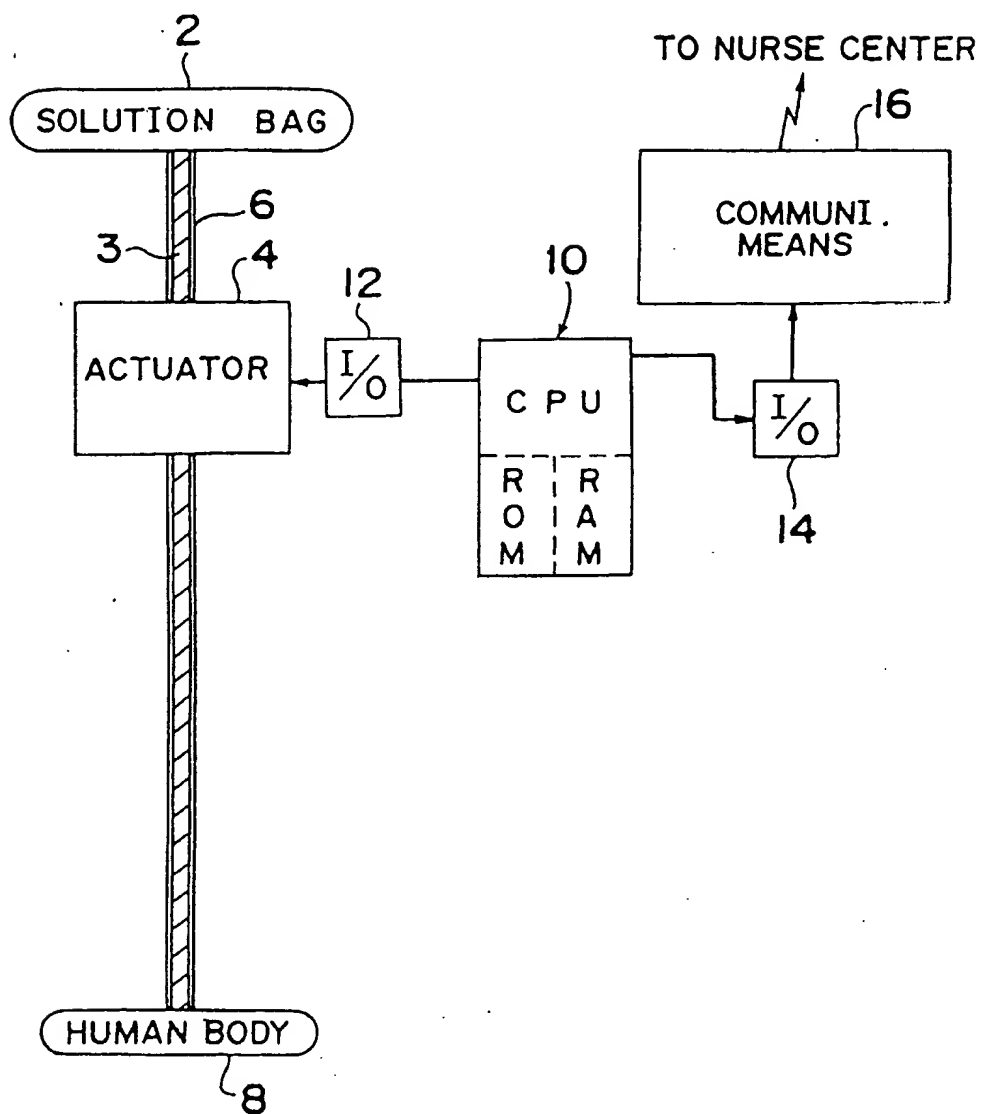 2
TO NURSE CENTER
SOLUTION BAG
16
6
COMMUNI.
MEANS
3
4
10
12
ACTUATOR
I/O
CPU
I/O
ROM
RAM
14
HUMAN BODY
8